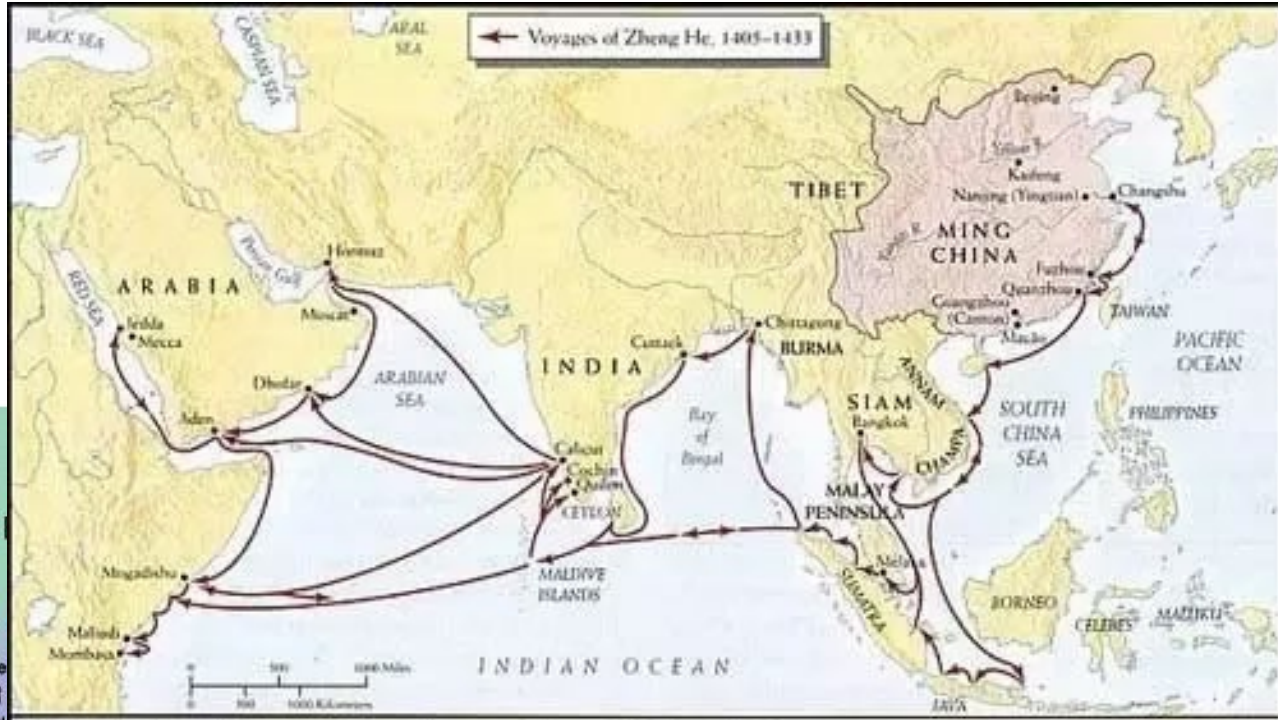 Voyages of Zheng He, 1405–1433
BLACK SEA
CASPIAN SEA
ARAL
SEA
Beijing
Kaifeng
TIBET
Nanjing (Yingtian)
Changshu
MING
CHINA
Hormuz
Persian Gulf
Fuzhou
Quanzhou
RED SEA
ARABIA
Guangzhou
(Canton)
Macao
TAIWAN
Muscat
Jedda
Mecca
Chittagong
Cuttack
BURMA
PACIFIC
OCEAN
INDIA
ANNAM
Dhofar
ARABIAN
SEA
SIAM
Bangkok
Bay
of
Bengal
SOUTH
CHINA
SEA
PHILIPPINES
Aden
Calicut
Cochin
CHAMPA
CEYLON
MALAY
PENINSULA
Mogadishu
MALDIVE
ISLANDS
SUMATRA
BORNEO
CELEBES
Malindi
Mombasa
0 500 1000 Miles
0 500 1000 Kilometers
INDIAN OCEAN
JAVA